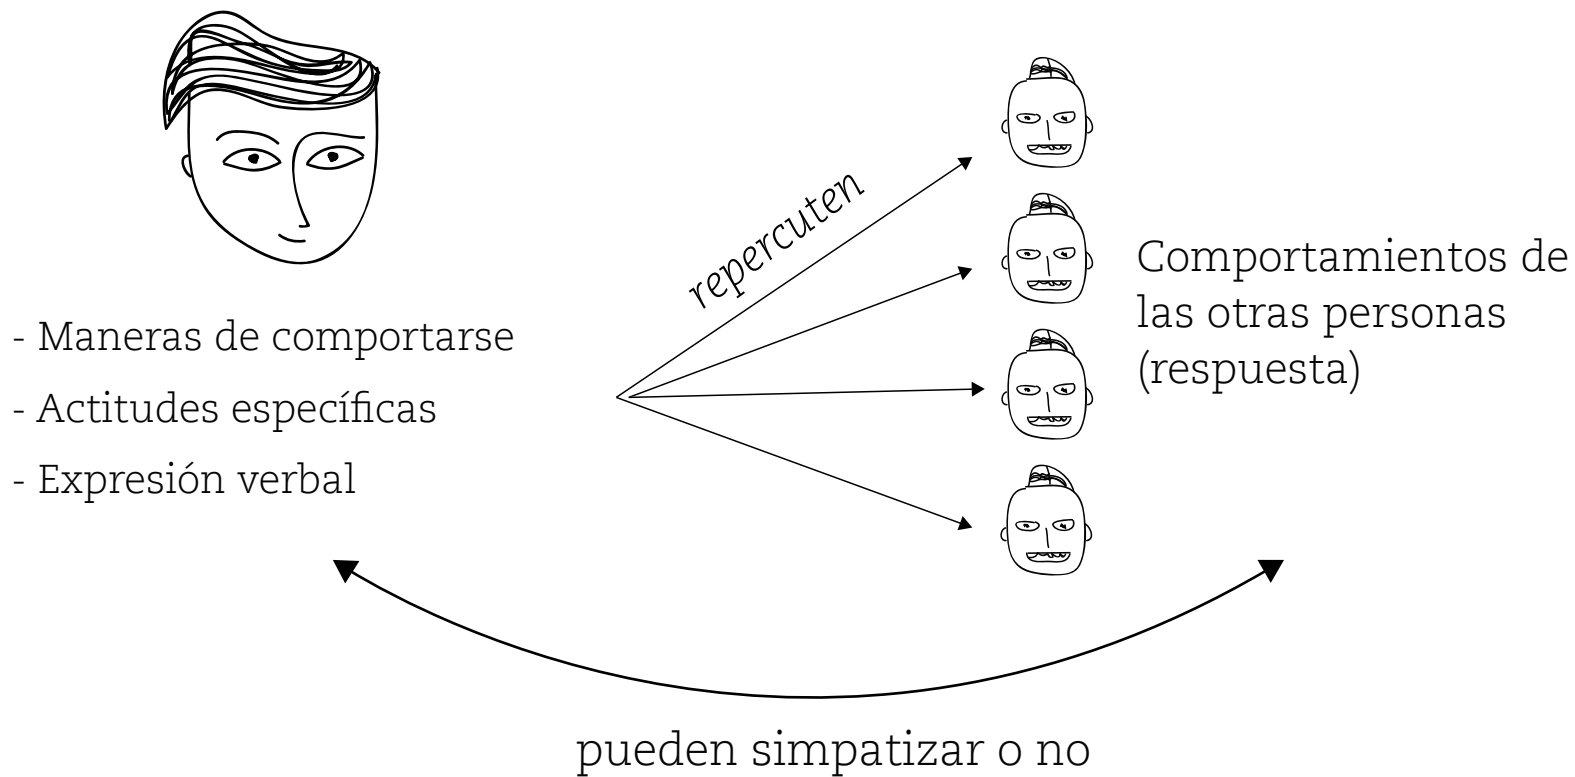 - Maneras de comportarse
- Actitudes específicas
- Expresión verbal
repercuten
Comportamientos de
las otras personas
(respuesta)
pueden simpatizar o no